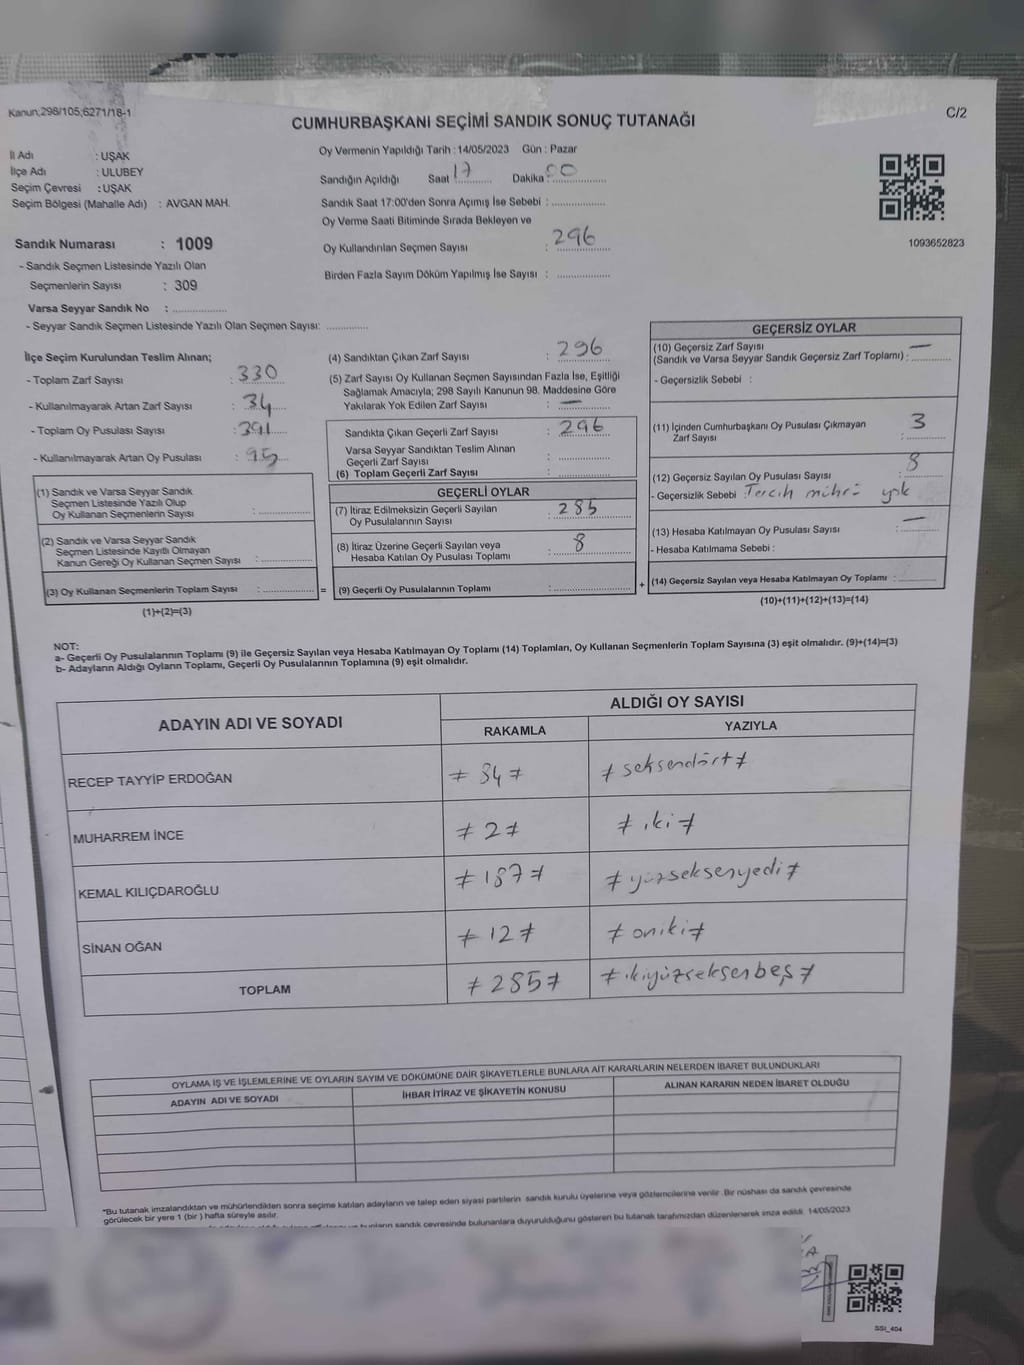 Kanun;298/105;6271/18-1
C/2
CUMHURBAŞKANI SEÇİMİ SANDIK SONUÇ TUTANAĞI
İl Adı : UŞAK
İlçe Adı : ULUBEY
Seçim Çevresi : UŞAK
Seçim Bölgesi (Mahalle Adı) : AVGAN MAH.
Oy Vermenin Yapıldığı Tarih : 14/05/2023 Gün : Pazar
Sandığın Açıldığı Saat 17 Dakika : 00
Sandık Saat 17:00'den Sonra Açımış İse Sebebi :
Oy Verme Saati Bitiminde Sırada Bekleyen ve
Oy Kullandırılan Seçmen Sayısı : 296
Birden Fazla Sayım Döküm Yapılmış İse Sayısı :
1093652823
Sandık Numarası : 1009
- Sandık Seçmen Listesinde Yazılı Olan
Seçmenlerin Sayısı : 309
Varsa Seyyar Sandık No :
- Seyyar Sandık Seçmen Listesinde Yazılı Olan Seçmen Sayısı:
İlçe Seçim Kurulundan Teslim Alınan;
- Toplam Zarf Sayısı : 330
- Kullanılmayarak Artan Zarf Sayısı : 34
- Toplam Oy Pusulası Sayısı : 391
- Kullanılmayarak Artan Oy Pusulası : 95
(1) Sandık ve Varsa Seyyar Sandık
Seçmen Listesinde Yazılı Olup
Oy Kullanan Seçmenlerin Sayısı :
(2) Sandık ve Varsa Seyyar Sandık
Seçmen Listesinde Kayıtlı Olmayan
Kanun Gereği Oy Kullanan Seçmen Sayısı :
(3) Oy Kullanan Seçmenlerin Toplam Sayısı :
(1)+(2)=(3)
(4) Sandıktan Çıkan Zarf Sayısı : 296
(5) Zarf Sayısı Oy Kullanan Seçmen Sayısından Fazla İse, Eşitliği
Sağlamak Amacıyla; 298 Sayılı Kanunun 98. Maddesine Göre
Yakılarak Yok Edilen Zarf Sayısı : —
Sandıkta Çıkan Geçerli Zarf Sayısı : 296
Varsa Seyyar Sandıktan Teslim Alınan
Geçerli Zarf Sayısı :
(6) Toplam Geçerli Zarf Sayısı :
GEÇERLİ OYLAR
(7) İtiraz Edilmeksizin Geçerli Sayılan
Oy Pusulalarının Sayısı : 285
(8) İtiraz Üzerine Geçerli Sayılan veya
Hesaba Katılan Oy Pusulası Toplamı : 8
= (9) Geçerli Oy Pusulalarının Toplamı :
GEÇERSİZ OYLAR
(10) Geçersiz Zarf Sayısı —
(Sandık ve Varsa Seyyar Sandık Geçersiz Zarf Toplamı) :
- Geçersizlik Sebebi :
(11) İçinden Cumhurbaşkanı Oy Pusulası Çıkmayan
Zarf Sayısı : 3
(12) Geçersiz Sayılan Oy Pusulası Sayısı : 8
- Geçersizlik Sebebi : Tercih mührü yok
(13) Hesaba Katılmayan Oy Pusulası Sayısı : —
- Hesaba Katılmama Sebebi :
+ (14) Geçersiz Sayılan veya Hesaba Katılmayan Oy Toplamı :
(10)+(11)+(12)+(13)=(14)
NOT:
a- Geçerli Oy Pusulalarının Toplamı (9) ile Geçersiz Sayılan veya Hesaba Katılmayan Oy Toplamı (14) Toplamları, Oy Kullanan Seçmenlerin Toplam Sayısına (3) eşit olmalıdır. (9)+(14)=(3)
b- Adayların Aldığı Oyların Toplamı, Geçerli Oy Pusulalarının Toplamına (9) eşit olmalıdır.
ADAYIN ADI VE SOYADI
ALDIĞI OY SAYISI
RAKAMLA YAZIYLA
RECEP TAYYİP ERDOĞAN ≠ 84 ≠ ≠ seksendört ≠
MUHARREM İNCE ≠ 2 ≠ ≠ iki ≠
KEMAL KILIÇDAROĞLU ≠ 187 ≠ ≠ yüzseksenyedi ≠
SİNAN OĞAN ≠ 12 ≠ ≠ oniki ≠
TOPLAM ≠ 285 ≠ ≠ ikiyüzseksenbeş ≠
OYLAMA İŞ VE İŞLEMLERİNE VE OYLARIN SAYIM VE DÖKÜMÜNE DAİR ŞİKAYETLERLE BUNLARA AİT KARARLARIN NELERDEN İBARET BULUNDUKLARI
ADAYIN ADI VE SOYADI İHBAR İTİRAZ VE ŞİKAYETİN KONUSU ALINAN KARARIN NEDEN İBARET OLDUĞU
*Bu tutanak imzalandıktan ve mühürlendikten sonra seçime katılan adayların ve talep eden siyasi partilerin sandık kurulu üyelerine veya gözlemcilerine verilir. Bir nüshası da sandık çevresinde
görülecek bir yere 1 (bir) hafta süreyle asılır.
bunların sandık çevresinde bulunanlara duyurulduğunu gösteren bu tutanak tarafımızdan düzenlenerek imza edildi. 14/05/2023
SSI_404